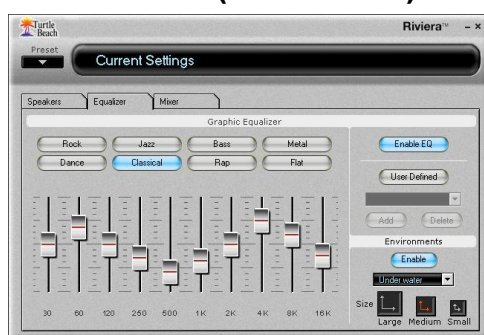 Turtle Beach
Riviera™
Preset
Current Settings
Speakers Equalizer Mixer
Graphic Equalizer
Rock Jazz Bass Metal
Dance Classical Rap Flat
Enable EQ
User Defined
Add Delete
Environments
Enable
Under water
Size
Large Medium Small
30 60 120 250 500 1K 2K 4K 8K 16K